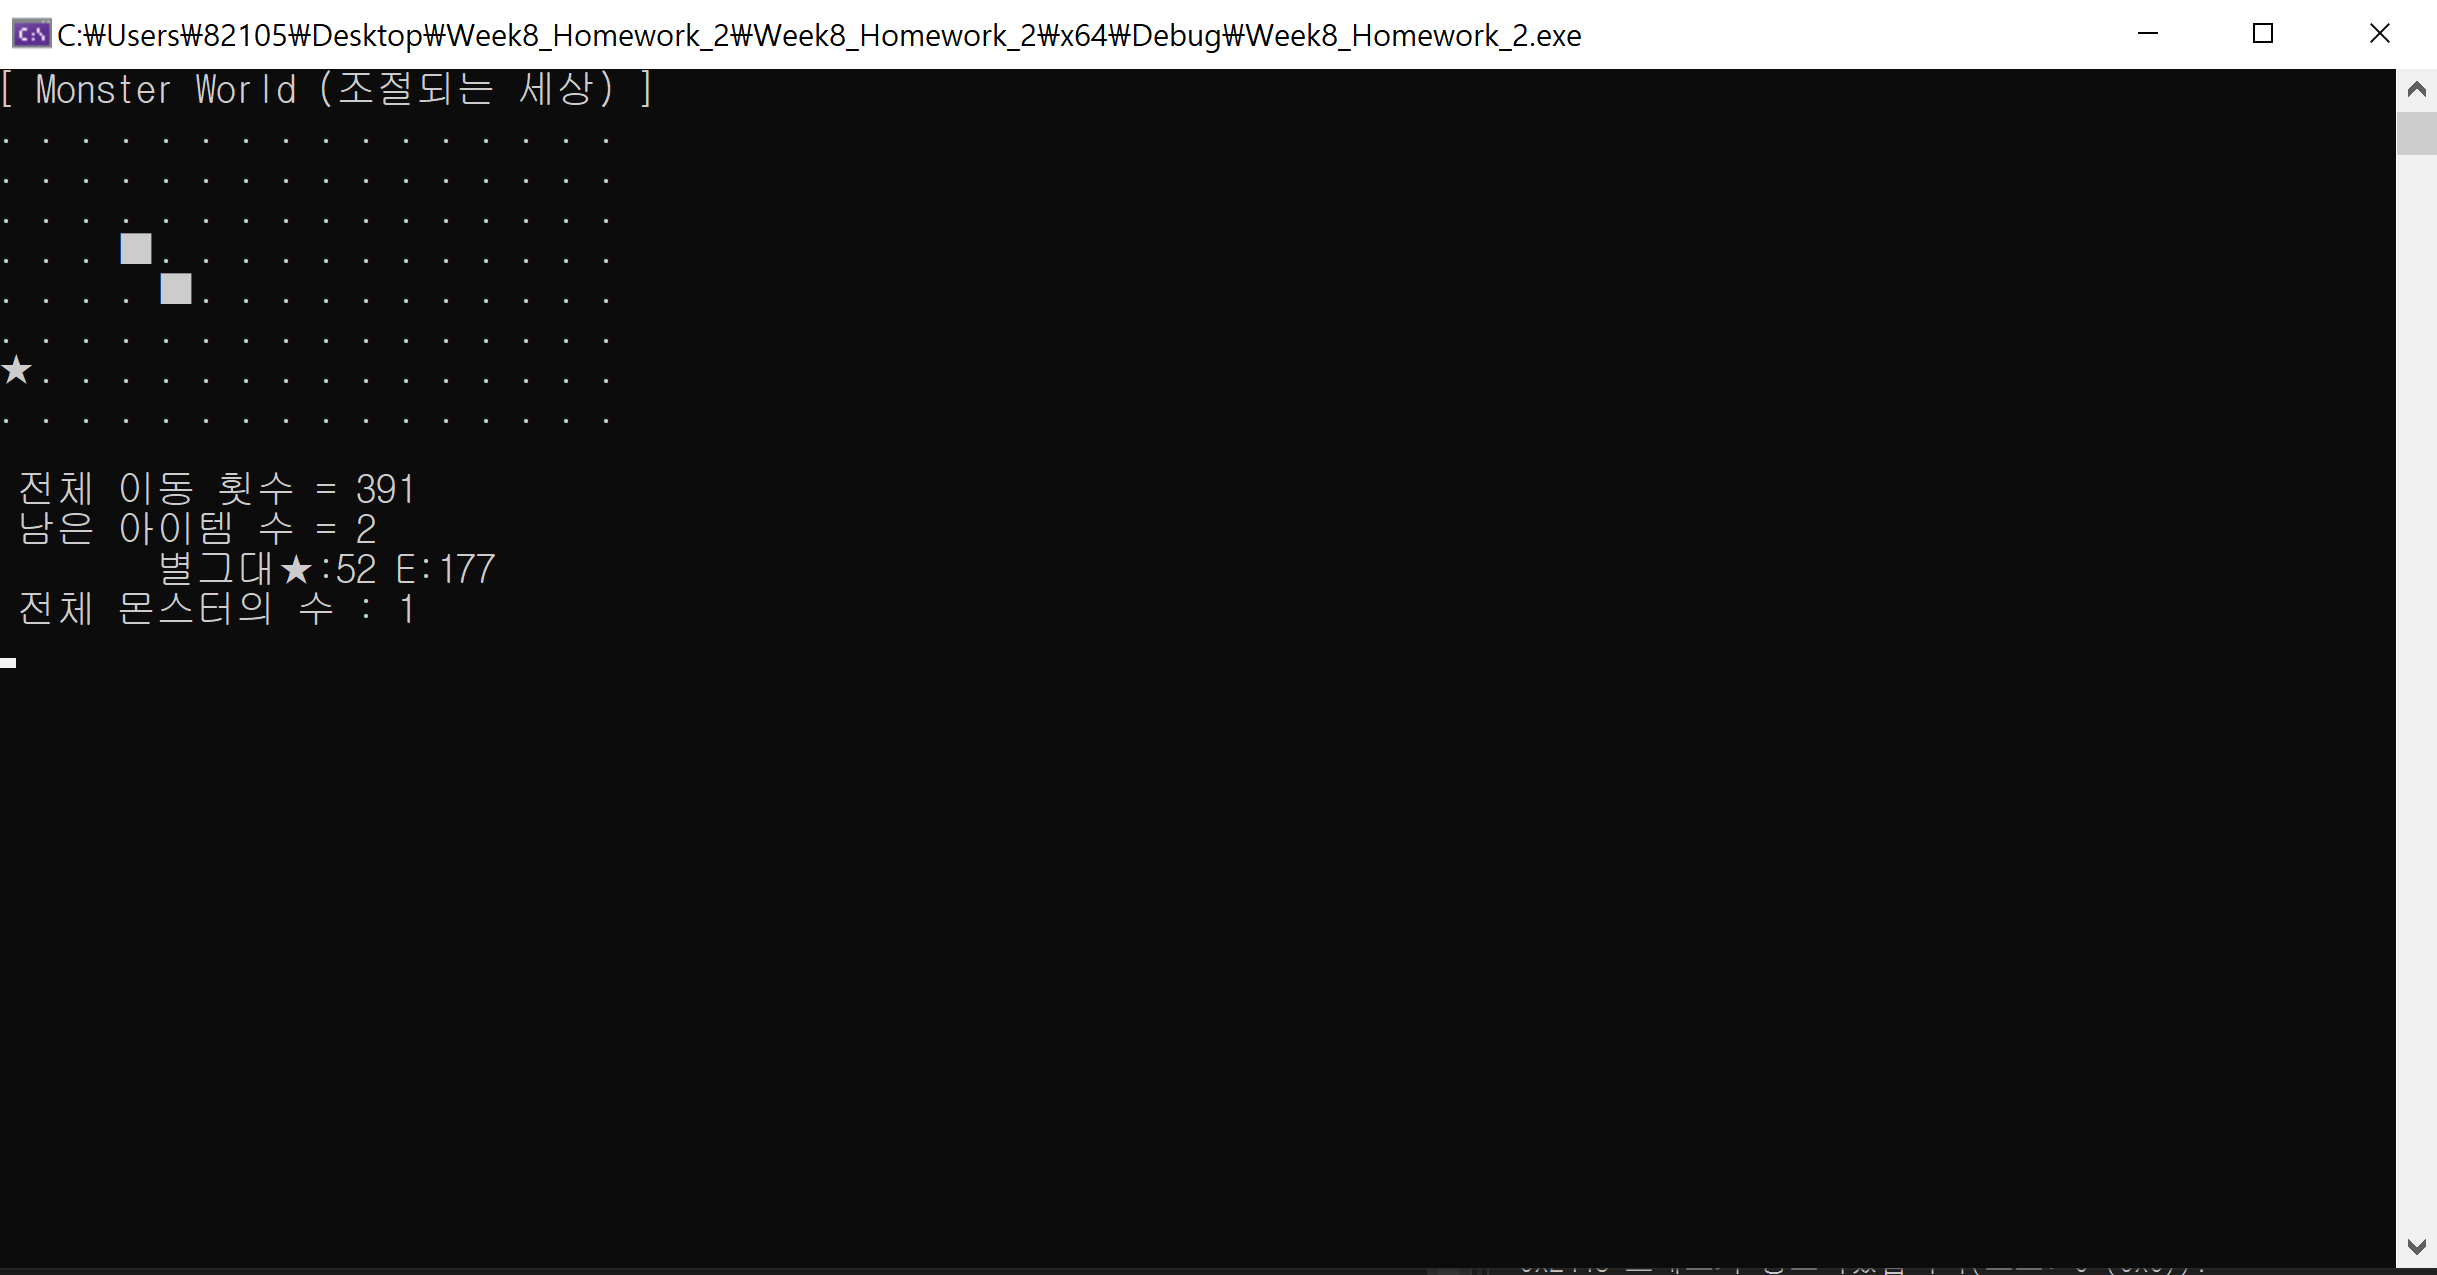 C:₩Users₩82105₩Desktop₩Week8_Homework_2₩Week8_Homework_2₩x64₩Debug₩Week8_Homework_2.exe
[ Monster World (조절되는 세상) ]
. . . . . . . . . . . . . . . .
. . . . . . . . . . . . . . . .
. . . . . . . . . . . . . . . .
. . . ■. . . . . . . . . . . .
. . . . ■. . . . . . . . . . .
. . . . . . . . . . . . . . . .
★. . . . . . . . . . . . . . .
. . . . . . . . . . . . . . . .
전체 이동 횟수 = 391
남은 아이템 수 = 2
별그대★:52 E:177
전체 몬스터의 수 : 1